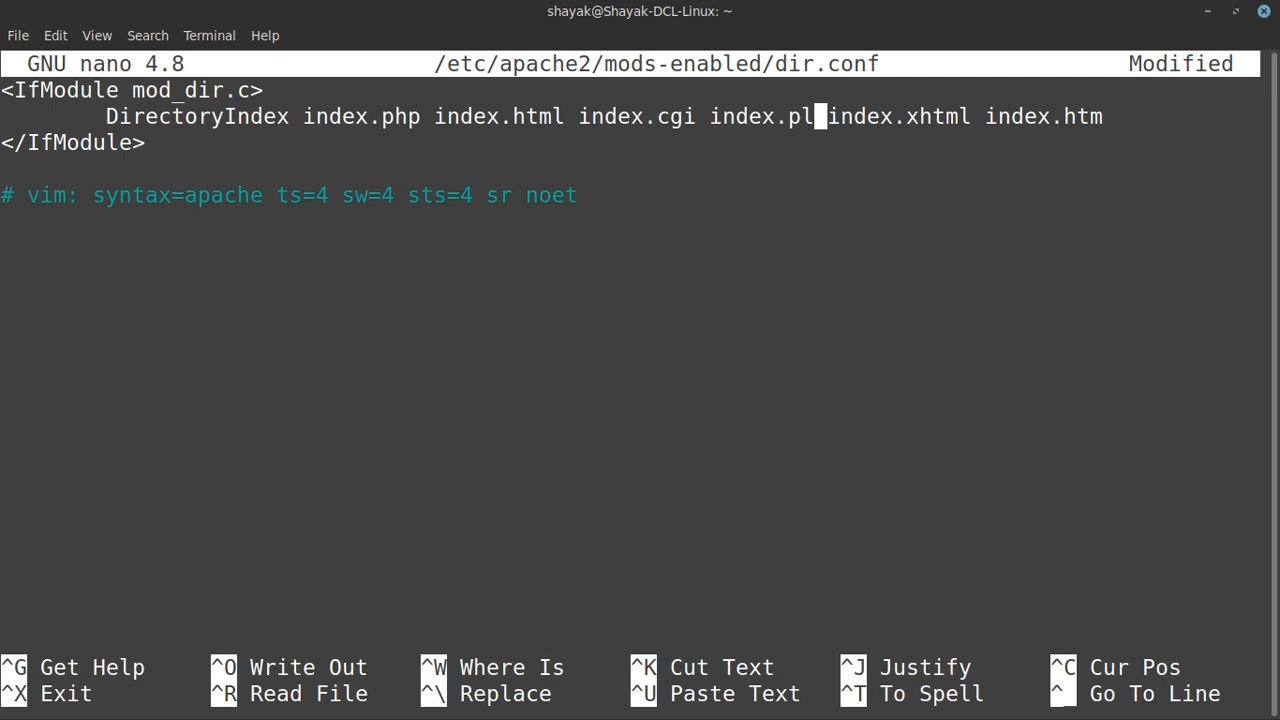 shayak@Shayak-DCL-Linux: ~
File Edit View Search Terminal Help
GNU nano 4.8 /etc/apache2/mods-enabled/dir.conf Modified
<IfModule mod_dir.c>
DirectoryIndex index.php index.html index.cgi index.pl index.xhtml index.htm
</IfModule>
# vim: syntax=apache ts=4 sw=4 sts=4 sr noet
^G Get Help ^O Write Out ^W Where Is ^K Cut Text ^J Justify ^C Cur Pos
^X Exit ^R Read File ^\ Replace ^U Paste Text ^T To Spell ^_ Go To Line